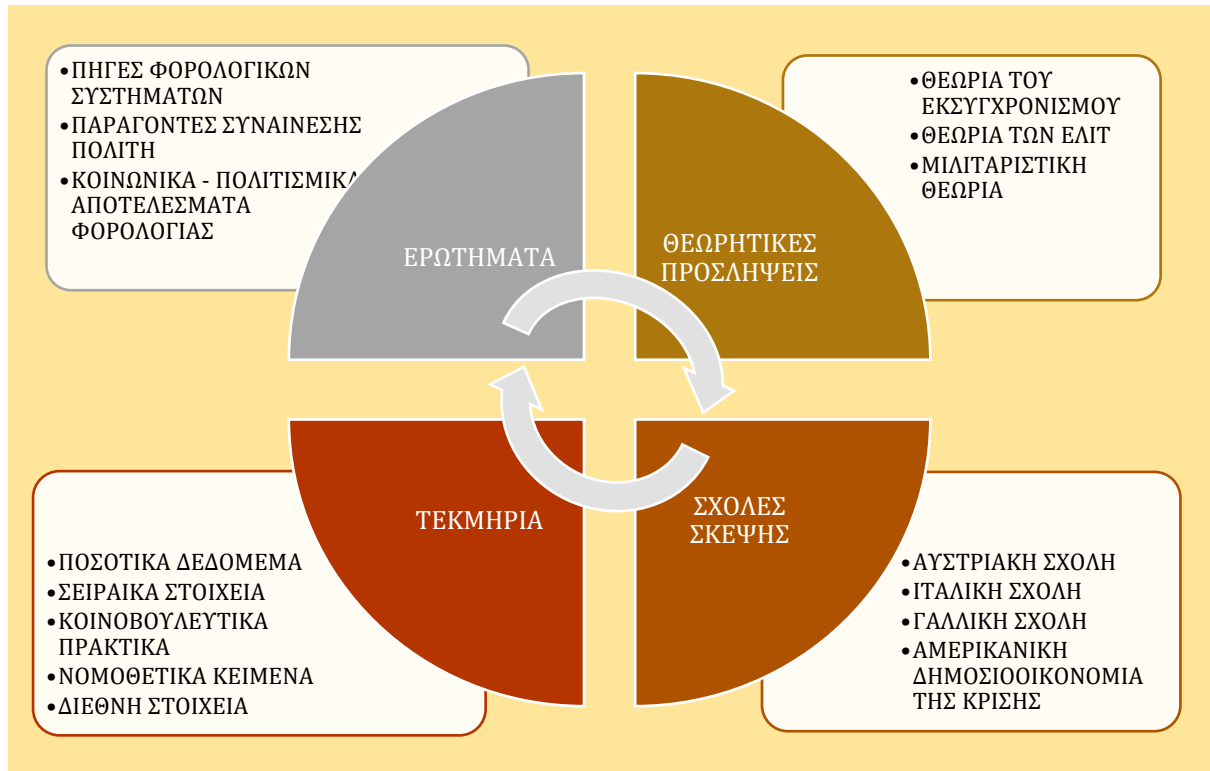 •ΠΗΓΕΣ ΦΟΡΟΛΟΓΙΚΩΝ
ΣΥΣΤΗΜΑΤΩΝ
•ΠΑΡΑΓΟΝΤΕΣ ΣΥΝΑΙΝΕΣΗΣ
ΠΟΛΙΤΗ
•ΚΟΙΝΩΝΙΚΑ - ΠΟΛΙΤΙΣΜΙΚΑ
ΑΠΟΤΕΛΕΣΜΑΤΑ
ΦΟΡΟΛΟΓΙΑΣ
ΕΡΩΤΗΜΑΤΑ
•ΘΕΩΡΙΑ ΤΟΥ
ΕΚΣΥΓΧΡΟΝΙΣΜΟΥ
•ΘΕΩΡΙΑ ΤΩΝ ΕΛΙΤ
•ΜΙΛΙΤΑΡΙΣΤΙΚΗ
ΘΕΩΡΙΑ
ΘΕΩΡΗΤΙΚΕΣ
ΠΡΟΣΛΗΨΕΙΣ
ΤΕΚΜΗΡΙΑ
•ΠΟΣΟΤΙΚΑ ΔΕΔΟΜΕΜΑ
•ΣΕΙΡΑΙΚΑ ΣΤΟΙΧΕΙΑ
•ΚΟΙΝΟΒΟΥΛΕΥΤΙΚΑ
ΠΡΑΚΤΙΚΑ
•ΝΟΜΟΘΕΤΙΚΑ ΚΕΙΜΕΝΑ
•ΔΙΕΘΝΗ ΣΤΟΙΧΕΙΑ
ΣΧΟΛΕΣ
ΣΚΕΨΗΣ
•ΑΥΣΤΡΙΑΚΗ ΣΧΟΛΗ
•ΙΤΑΛΙΚΗ ΣΧΟΛΗ
•ΓΑΛΛΙΚΗ ΣΧΟΛΗ
•ΑΜΕΡΙΚΑΝΙΚΗ
ΔΗΜΟΣΙΟΟΙΚΟΝΟΜΙΑ
ΤΗΣ ΚΡΙΣΗΣ